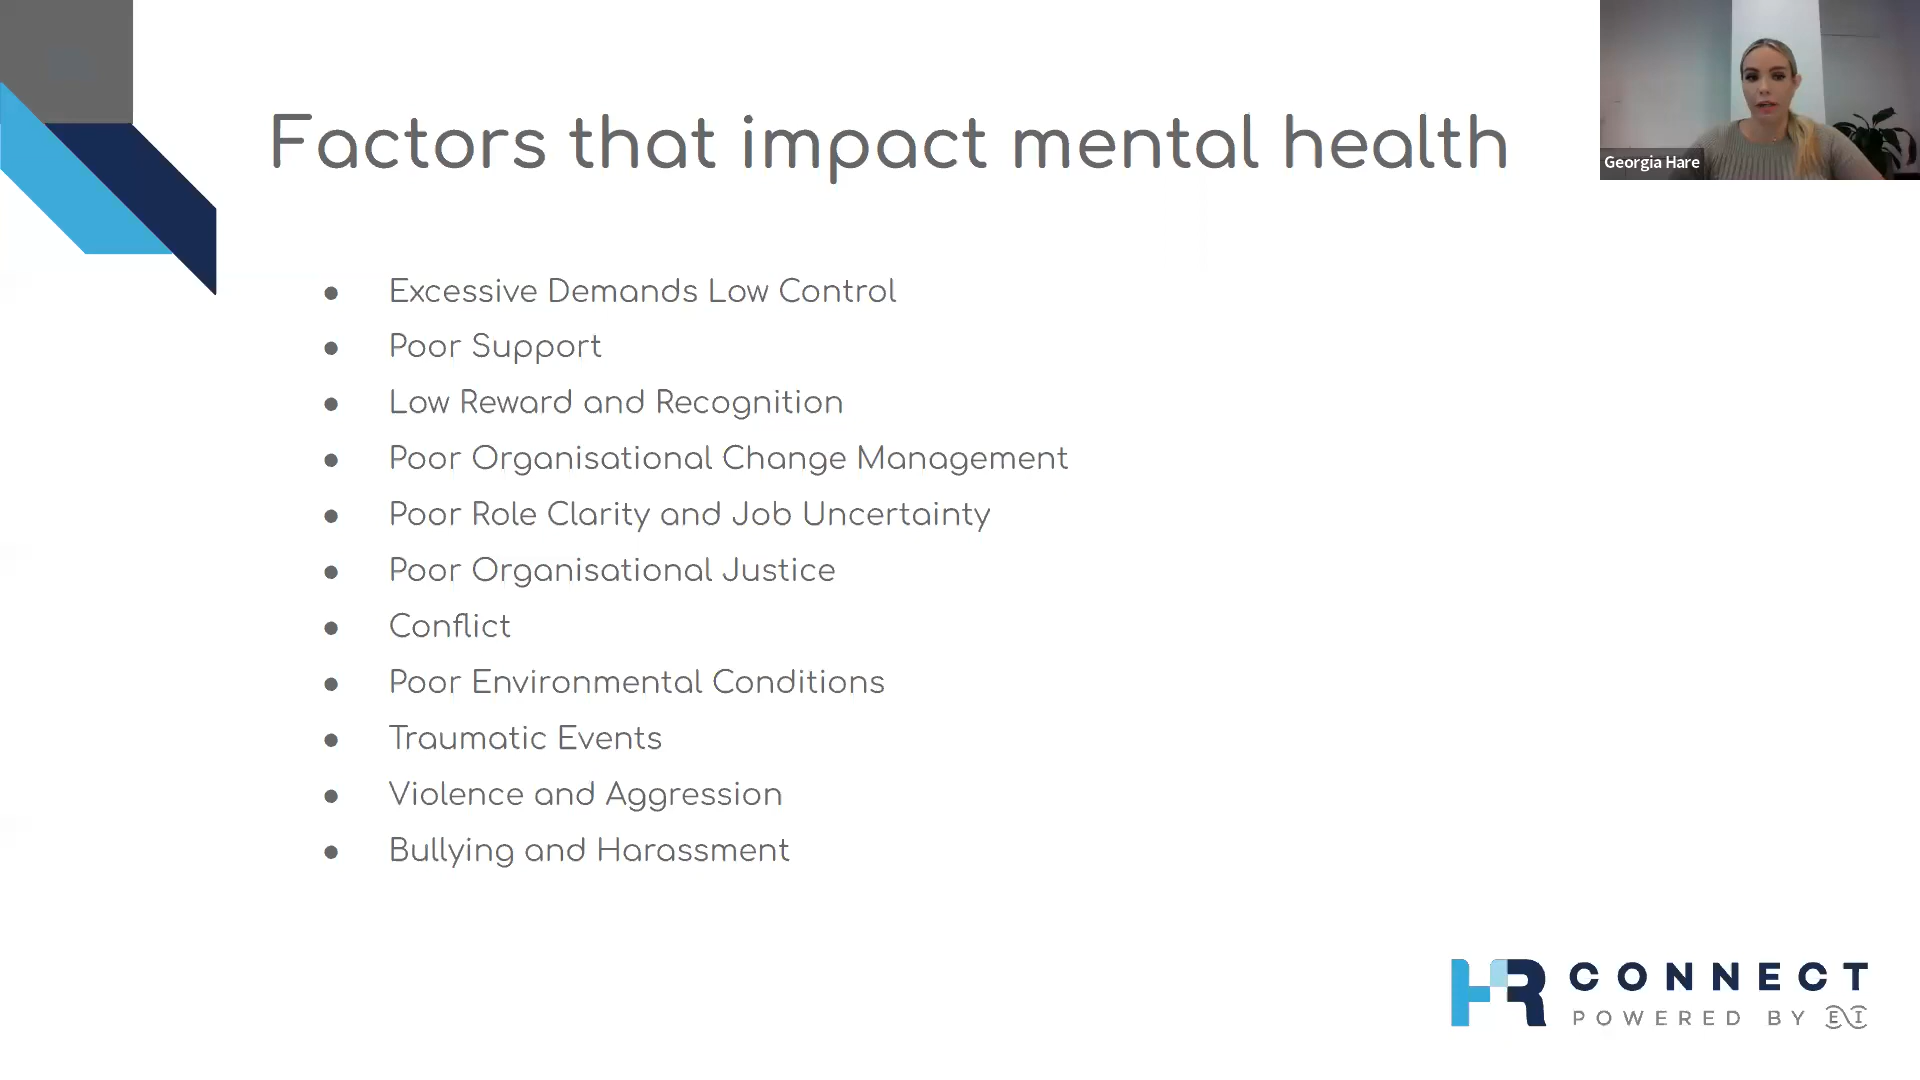 Factors that impact mental health
Georgia Hare
Excessive Demands Low Control
Poor Support
Low Reward and Recognition
Poor Organisational Change Management
Poor Role Clarity and Job Uncertainty
Poor Organisational Justice
Conflict
Poor Environmental Conditions
Traumatic Events
Violence and Aggression
Bullying and Harassment
HR CONNECT
POWERED BY EI